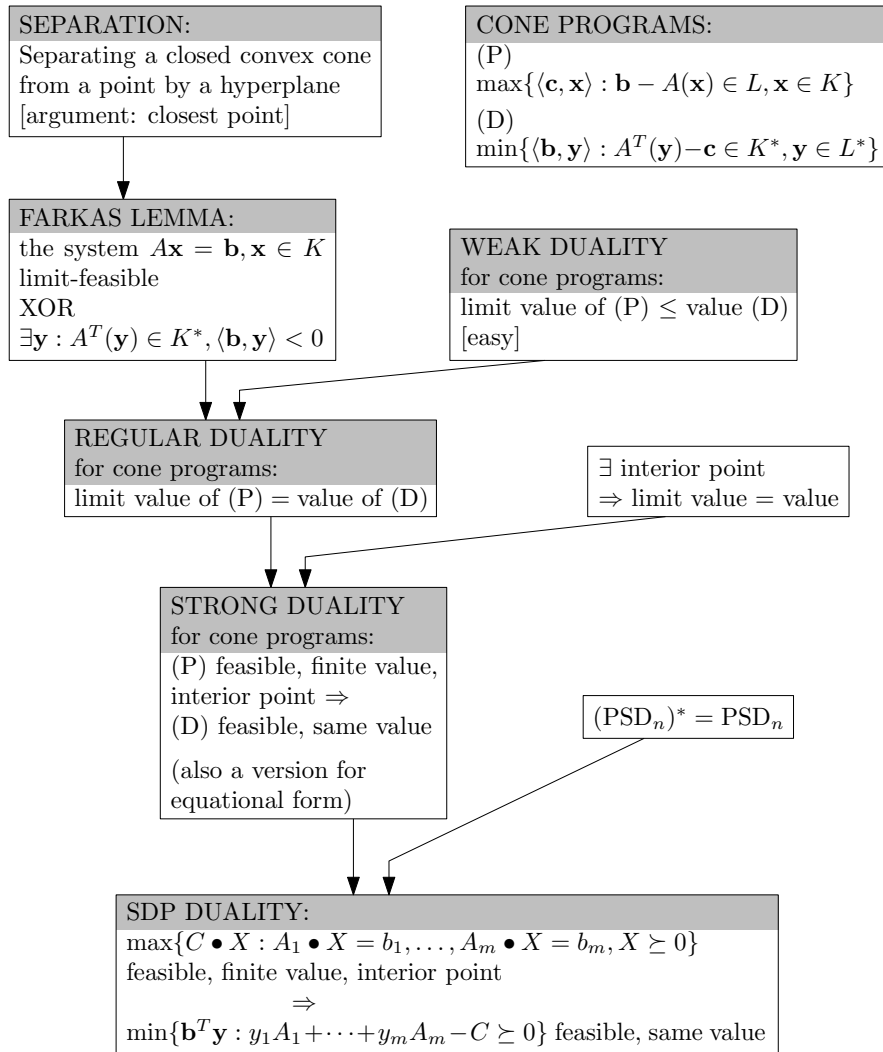 SEPARATION:
Separating a closed convex cone
from a point by a hyperplane
[argument: closest point]
CONE PROGRAMS:
(P)
max{⟨c, x⟩ : b − A(x) ∈ L, x ∈ K}
(D)
min{⟨b, y⟩ : A^T(y)−c ∈ K*, y ∈ L*}
FARKAS LEMMA:
the system Ax = b, x ∈ K
limit-feasible
XOR
∃y : A^T(y) ∈ K*, ⟨b, y⟩ < 0
WEAK DUALITY
for cone programs:
limit value of (P) ≤ value (D)
[easy]
REGULAR DUALITY
for cone programs:
limit value of (P) = value of (D)
∃ interior point
⇒ limit value = value
STRONG DUALITY
for cone programs:
(P) feasible, finite value,
interior point ⇒
(D) feasible, same value
(also a version for
equational form)
(PSD_n)* = PSD_n
SDP DUALITY:
max{C • X : A_1 • X = b_1, . . . , A_m • X = b_m, X ⪰ 0}
feasible, finite value, interior point
⇒
min{b^T y : y_1A_1+· · ·+y_mA_m−C ⪰ 0} feasible, same value